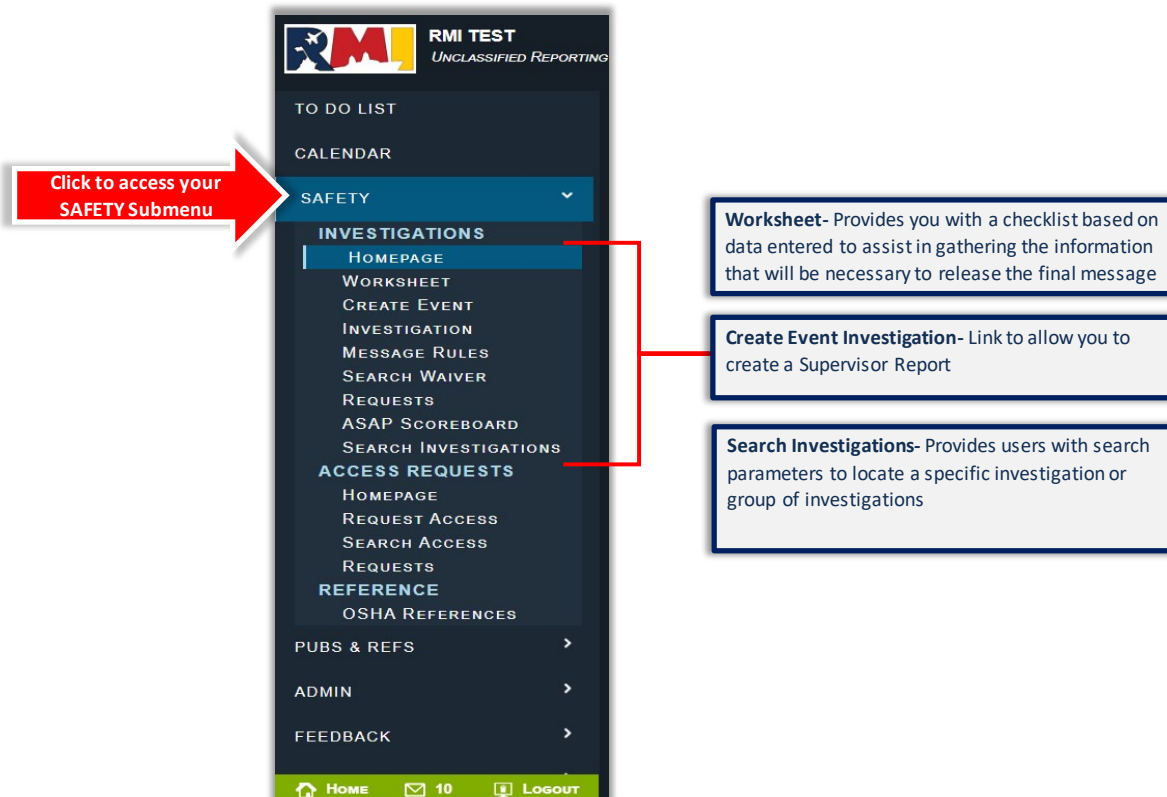 RMI
RMI TEST
UNCLASSIFIED REPORTING
TO DO LIST
CALENDAR
Click to access your
SAFETY Submenu
SAFETY
INVESTIGATIONS
HOMEPAGE
WORKSHEET
CREATE EVENT
INVESTIGATION
MESSAGE RULES
SEARCH WAIVER
REQUESTS
ASAP SCOREBOARD
SEARCH INVESTIGATIONS
ACCESS REQUESTS
HOMEPAGE
REQUEST ACCESS
SEARCH ACCESS
REQUESTS
REFERENCE
OSHA REFERENCES
PUBS & REFS
ADMIN
FEEDBACK
HOME 10 LOGOUT
Worksheet- Provides you with a checklist based on
data entered to assist in gathering the information
that will be necessary to release the final message
Create Event Investigation- Link to allow you to
create a Supervisor Report
Search Investigations- Provides users with search
parameters to locate a specific investigation or
group of investigations